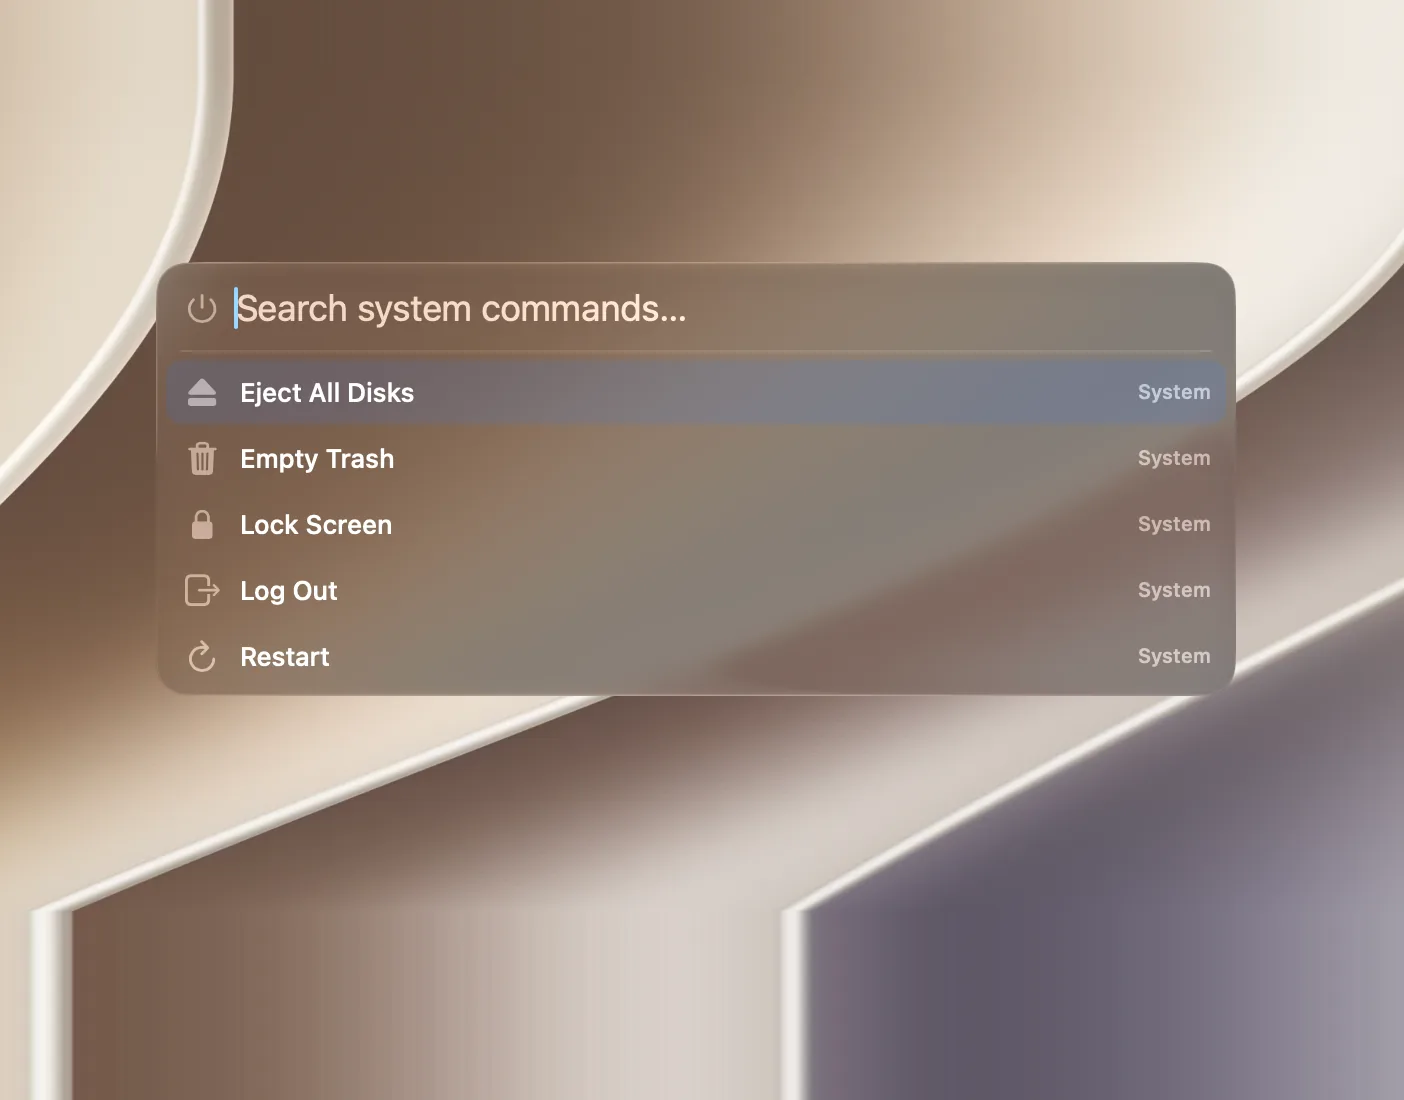 Search system commands...
Eject All Disks System
Empty Trash System
Lock Screen System
Log Out System
Restart System